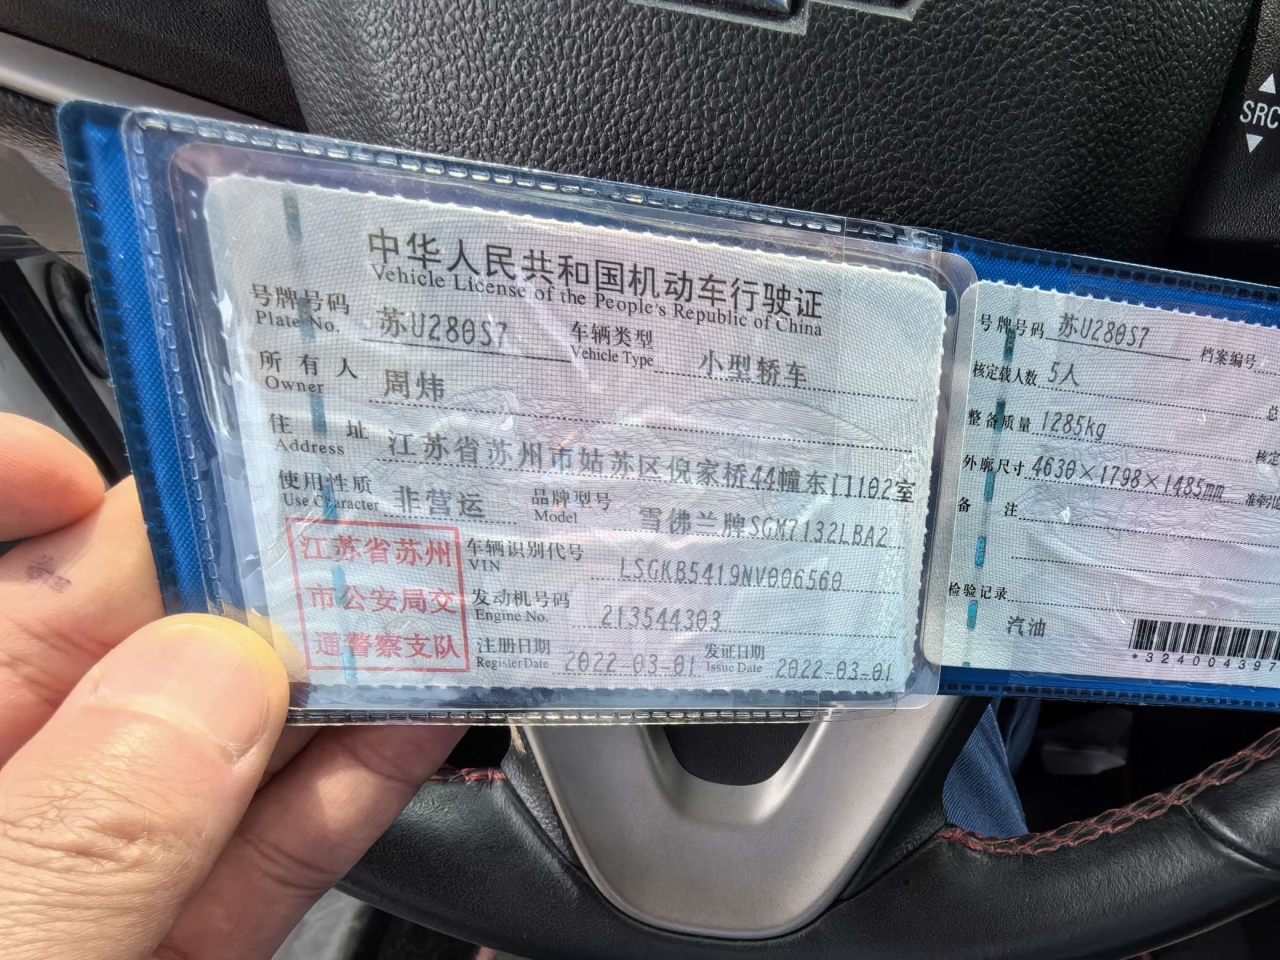 SRC
中华人民共和国机动车行驶证
Vehicle License of the People's Republic of China
号牌号码 苏U280S7 车辆类型 小型轿车
Plate No. Vehicle Type
所有人 周炜
Owner
住址 江苏省苏州市姑苏区倪家桥44幢东门1102室
Address
使用性质 非营运 品牌型号 雪佛兰牌SGM7132LBA2
Use Character Model
江苏省苏州
市公安局交
通警察支队
车辆识别代号 LSGKB5419NV006560
VIN
发动机号码 213544303
Engine No.
注册日期 2022-03-01 发证日期 2022-03-01
Register Date Issue Date
号牌号码 苏U280S7 档案编号
核定载人数 5人 总
整备质量 1285kg 核定
外廓尺寸 4630×1798×1485mm 准牵引
备注
检验记录
汽油
*324004397